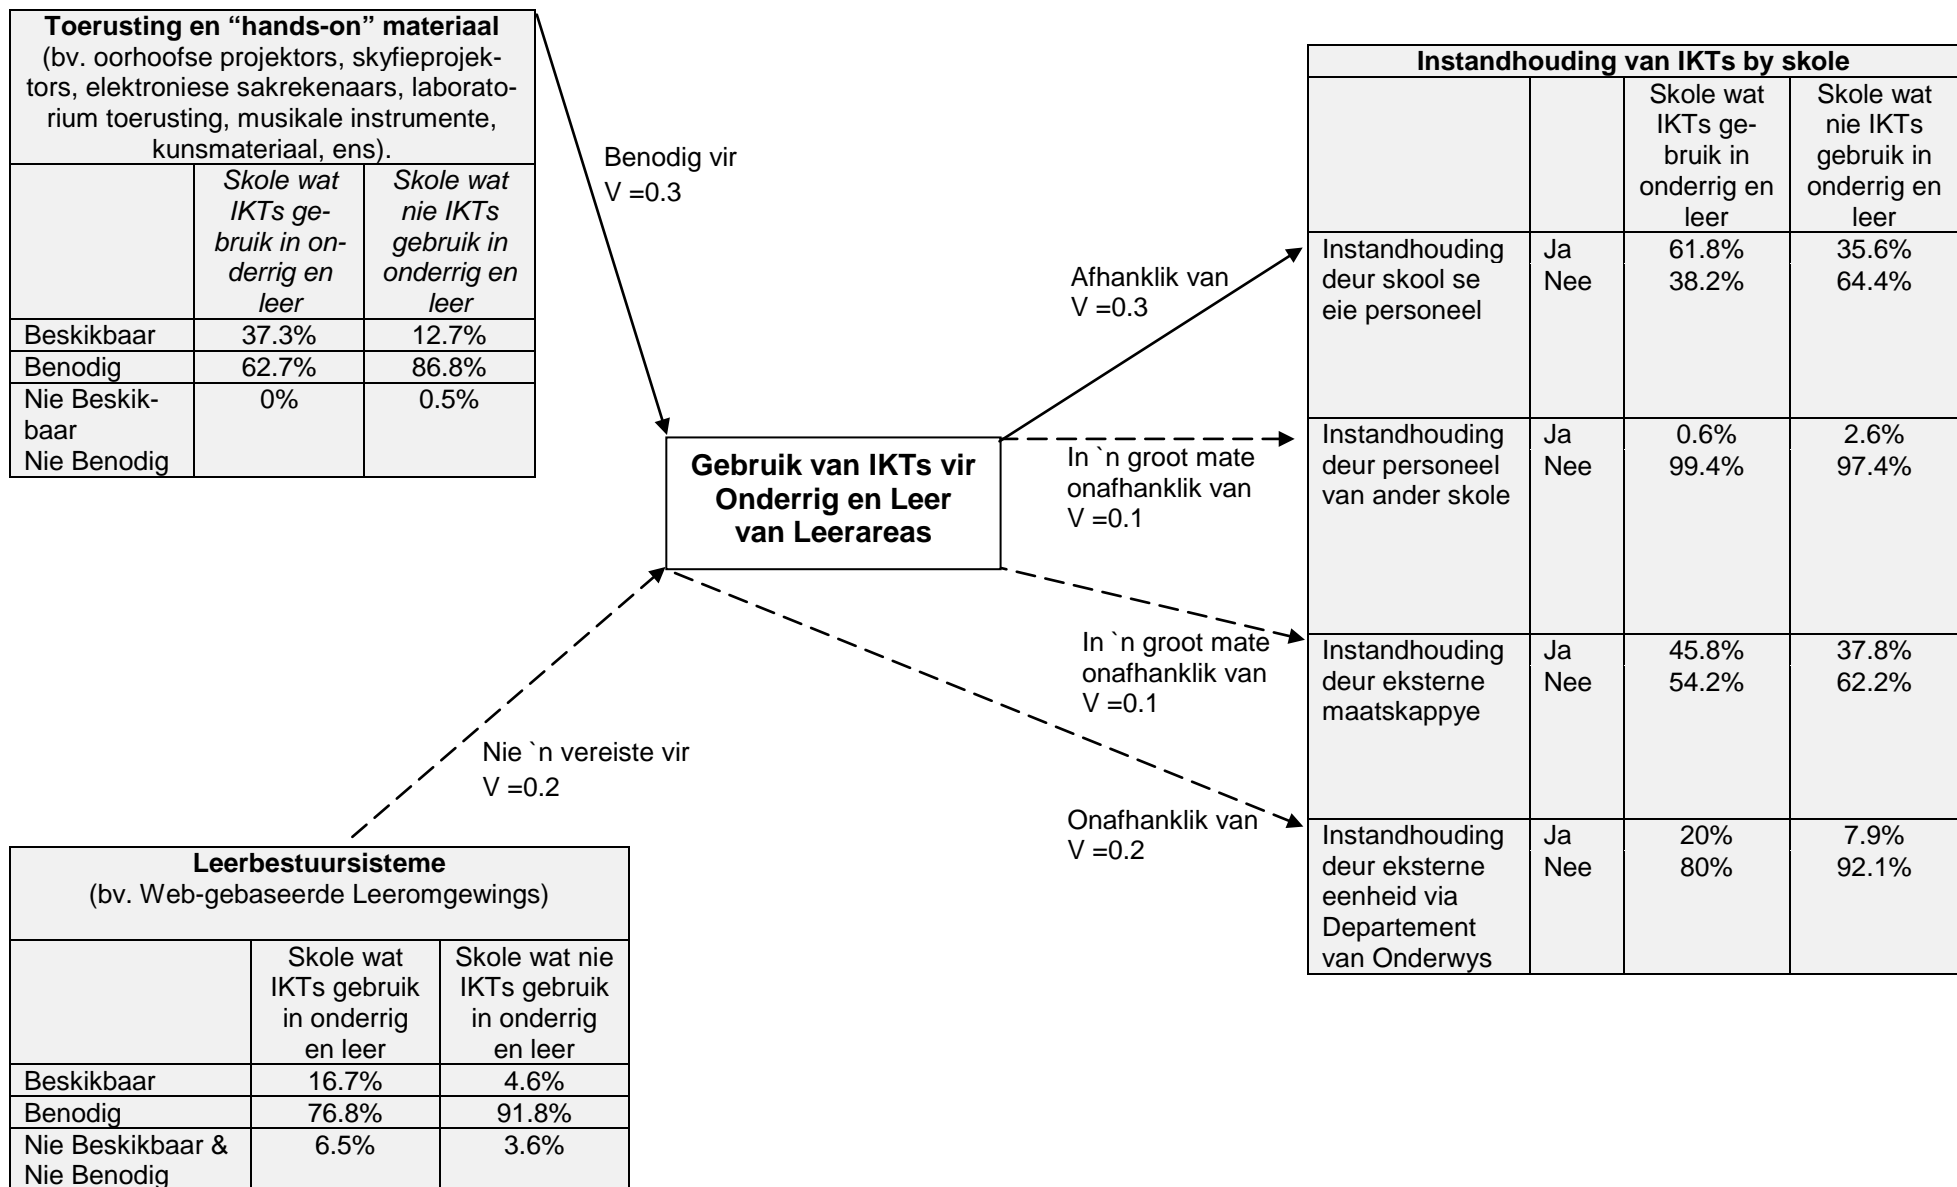 Toerusting en “hands-on” materiaal
(bv. oorhoofse projektors, skyfieprojek-
tors, elektroniese sakrekenaars, laborato-
rium toerusting, musikale instrumente,
kunsmateriaal, ens).
Skole wat
IKTs ge-
bruik in on-
derrig en
leer
Skole wat
nie IKTs
gebruik in
onderrig en
leer
Beskikbaar 37.3% 12.7%
Benodig 62.7% 86.8%
Nie Beskik- 0% 0.5%
baar
Nie Benodig
Benodig vir
V =0.3
Gebruik van IKTs vir
Onderrig en Leer
van Leerareas
Nie `n vereiste vir
V =0.2
Leerbestuursisteme
(bv. Web-gebaseerde Leeromgewings)
Skole wat
IKTs gebruik
in onderrig
en leer
Skole wat nie
IKTs gebruik
in onderrig
en leer
Beskikbaar 16.7% 4.6%
Benodig 76.8% 91.8%
Nie Beskikbaar & 6.5% 3.6%
Nie Benodig
Afhanklik van
V =0.3
In `n groot mate
onafhanklik van
V =0.1
In `n groot mate
onafhanklik van
V =0.1
Onafhanklik van
V =0.2
Instandhouding van IKTs by skole
Skole wat
IKTs ge-
bruik in
onderrig en
leer
Skole wat
nie IKTs
gebruik in
onderrig en
leer
Instandhouding Ja 61.8% 35.6%
deur skool se Nee 38.2% 64.4%
eie personeel
Instandhouding Ja 0.6% 2.6%
deur personeel Nee 99.4% 97.4%
van ander skole
Instandhouding Ja 45.8% 37.8%
deur eksterne Nee 54.2% 62.2%
maatskappye
Instandhouding Ja 20% 7.9%
deur eksterne Nee 80% 92.1%
eenheid via
Departement
van Onderwys